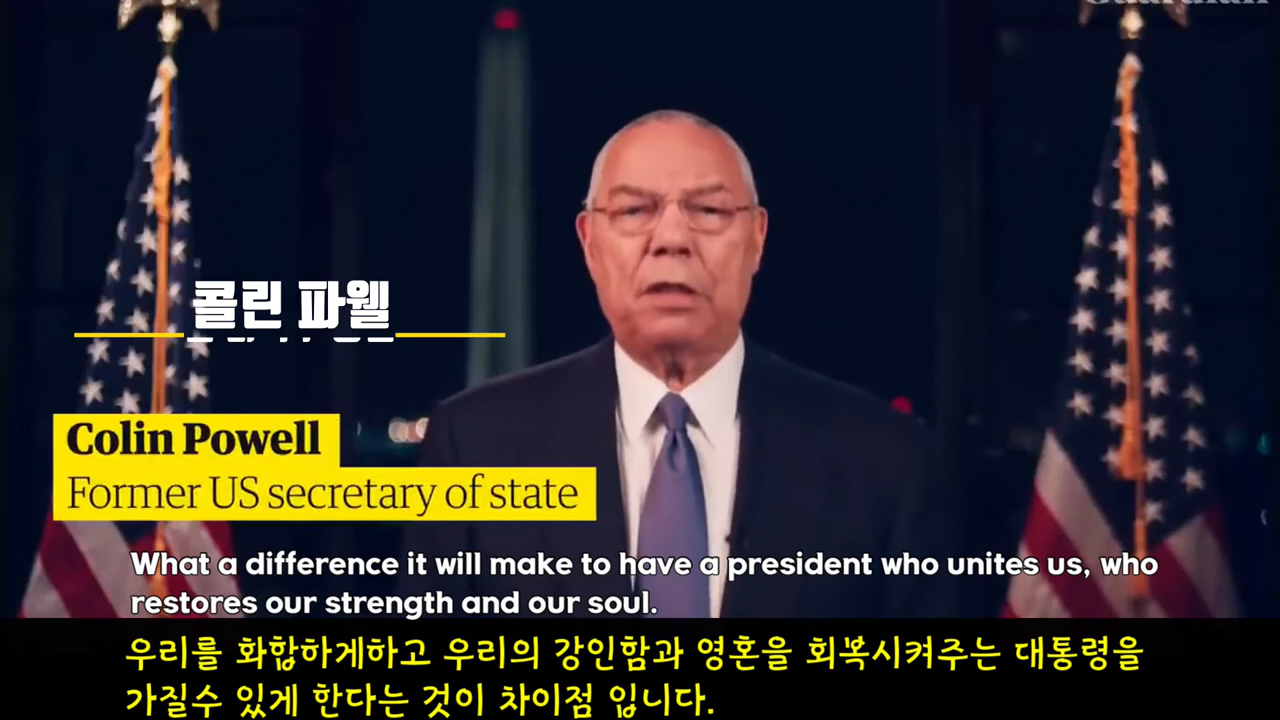 Guardian
콜린 파웰
Colin Powell
Former US secretary of state
What a difference it will make to have a president who unites us, who
restores our strength and our soul.
우리를 화합하게하고 우리의 강인함과 영혼을 회복시켜주는 대통령을
가질수 있게 한다는 것이 차이점 입니다.